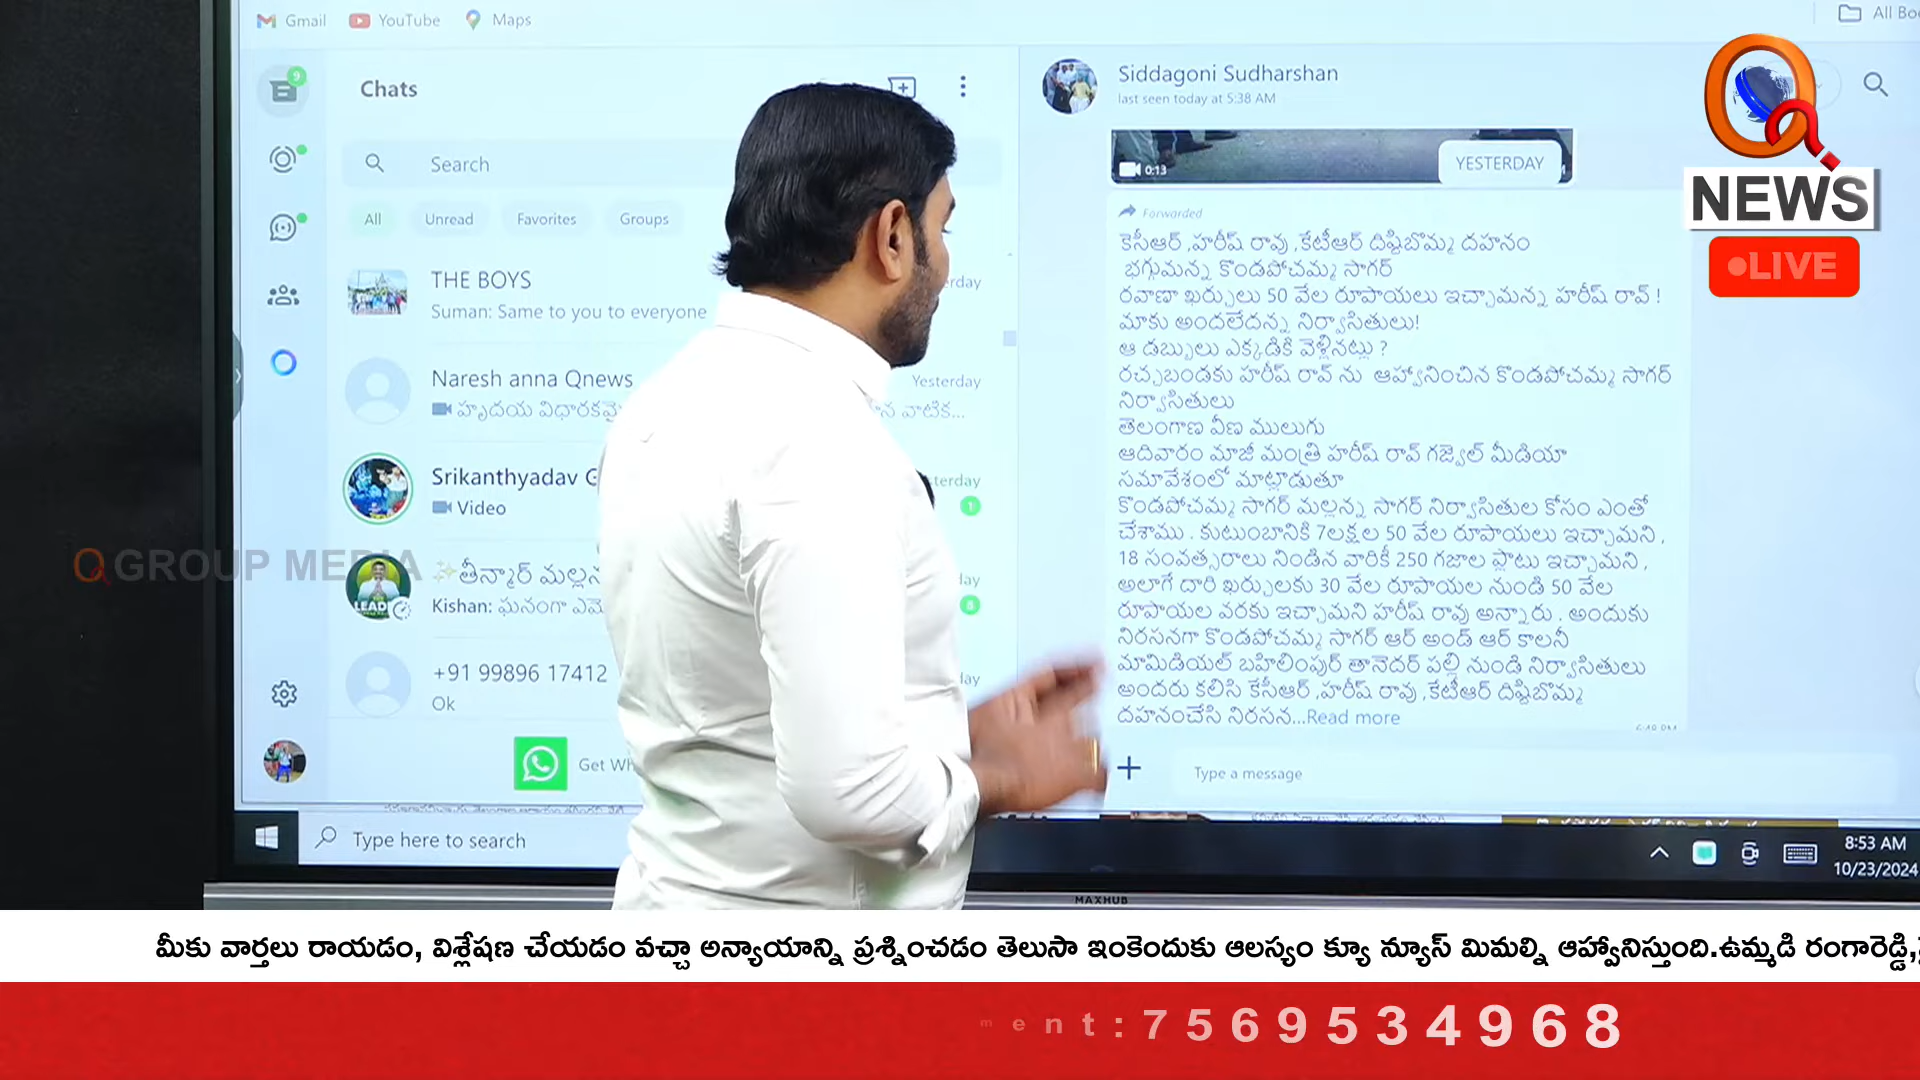 Gmail
YouTube
Maps
NEWS
LIVE
9
Chats
Search
All
Unread
Favorites
Groups
THE BOYS
Suman: Same to you to everyone
Naresh anna Qnews
Yesterday
Srikanthyadav
Video
1
GROUP MEDIA
తీన్మార్
Kishan: ఘనంగా
8
+91 99896 17412
Ok
Siddagoni Sudharshan
last seen today at 5:38 AM
0:13
YESTERDAY
Forwarded
కెసీఆర్ ,హరీష్ రావు ,కేటీఆర్ దిష్టిబొమ్మ దహనం
భగ్గుమన్న కొండపోచమ్మ సాగర్
రవాణా ఖర్చులు 50 వేల రూపాయలు ఇచ్చామన్న హరీష్ రావ్ !
మాకు అందలేదన్న నిర్వాసితులు!
ఆ డబ్బులు ఎక్కడికి వెళ్లినట్లు ?
రచ్చబండకు హరీష్ రావ్ ను ఆహ్వానించిన కొండపోచమ్మ సాగర్
నిర్వాసితులు
తెలంగాణ వీణ ములుగు
ఆదివారం మాజీ మంత్రి హరీష్ రావ్ గజ్వెల్ మీడియా
సమావేశంలో మాట్లాడుతూ
కొండపోచమ్మ సాగర్ మల్లన్న సాగర్ నిర్వాసితుల కోసం ఎంతో
చేశాము . కుటుంబానికి 7లక్షల 50 వేల రూపాయలు ఇచ్చామని ,
18 సంవత్సరాలు నిండిన వారికీ 250 గజాల ప్లాటు ఇచ్చామని ,
అలాగే దారి ఖర్చులకు 30 వేల రూపాయల నుండి 50 వేల
రూపాయల వరకు ఇచ్చామని హరీష్ రావు అన్నారు . అందుకు
నిరసనగా కొండపోచమ్మ సాగర్ ఆర్ అండ్ ఆర్ కాలనీ
మామిడియల్ బహిలింపుర్ తానెదర్ పల్లి నుండి నిర్వాసితులు
అందరు కలిసి కేసీఆర్ ,హరీష్ రావు ,కేటీఆర్ దిష్టిబొమ్మ
దహనంచేసి నిరసన...Read more
Type a message
Type here to search
8:53 AM
10/23/2024
MAXHUB
మీకు వార్తలు రాయడం, విశ్లేషణ చేయడం వచ్చా అన్యాయాన్ని ప్రశ్నించడం తెలుసా ఇంకెందుకు ఆలస్యం క్యూ న్యూస్ మిమల్ని ఆహ్వానిస్తుంది.ఉమ్మడి రంగారెడ్డి,
ment:7569534968